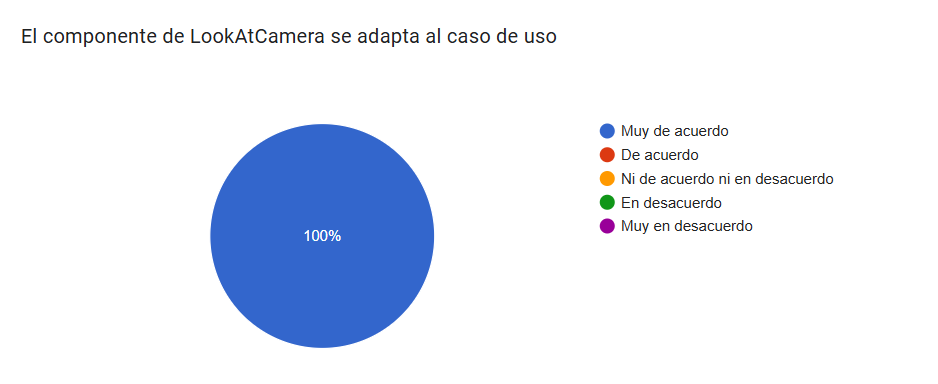 El componente de LookAtCamera se adapta al caso de uso
100%
Muy de acuerdo
De acuerdo
Ni de acuerdo ni en desacuerdo
En desacuerdo
Muy en desacuerdo